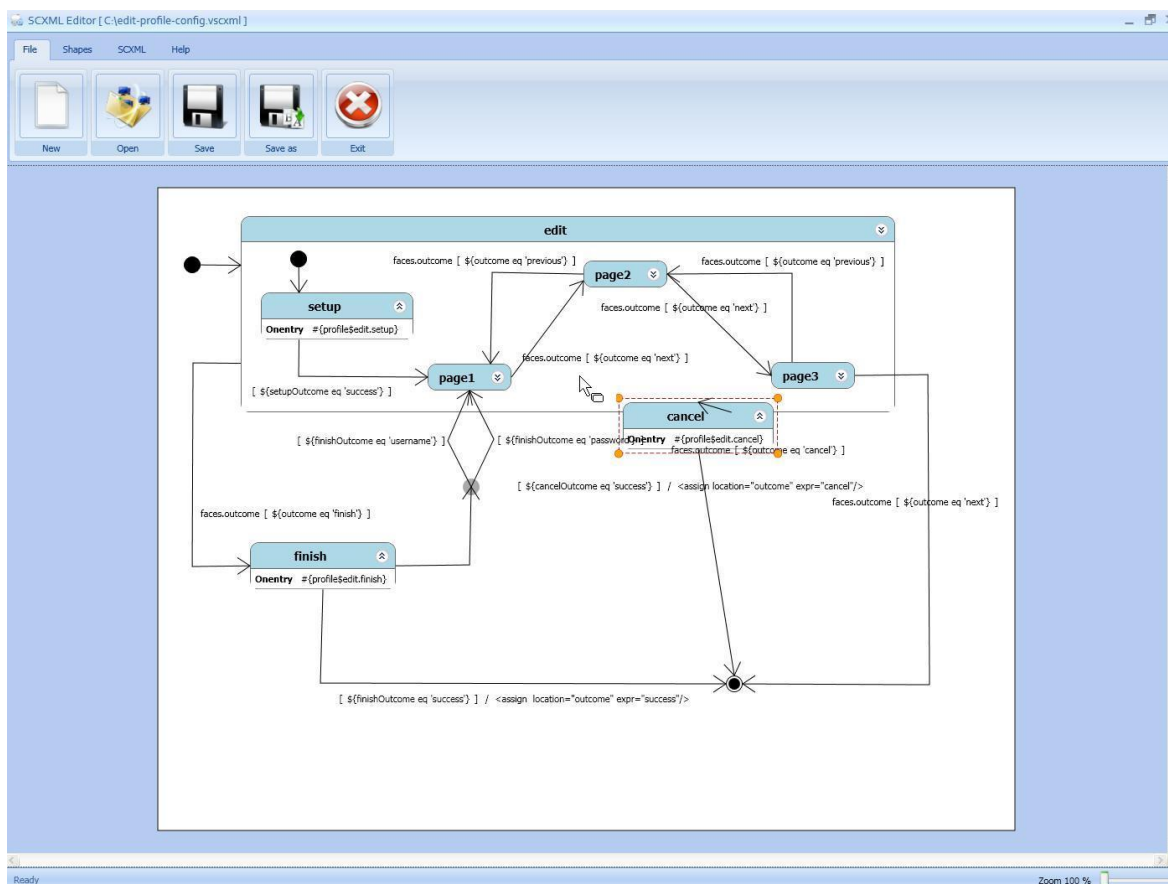 SCXML Editor [ C:\edit-profile-config.vscxml ]
File Shapes SCXML Help
New Open Save Save as Exit
edit
faces.outcome [ ${outcome eq 'previous'} ]
faces.outcome [ ${outcome eq 'previous'} ]
page2
setup
faces.outcome [ ${outcome eq 'next'} ]
Onentry #{profile$edit.setup}
faces.outcome [ ${outcome eq 'next'} ]
page1
page3
[ ${setupOutcome eq 'success'} ]
cancel
[ ${finishOutcome eq 'username'} ]
[ ${finishOutcome eq 'password'} ]
Onentry #{profile$edit.cancel}
faces.outcome [ ${outcome eq 'cancel'} ]
[ ${cancelOutcome eq 'success'} ] / <assign location="outcome" expr="cancel"/>
faces.outcome [ ${outcome eq 'next'} ]
faces.outcome [ ${outcome eq 'finish'} ]
finish
Onentry #{profile$edit.finish}
[ ${finishOutcome eq 'success'} ] / <assign location="outcome" expr="success"/>
Ready
Zoom 100 %